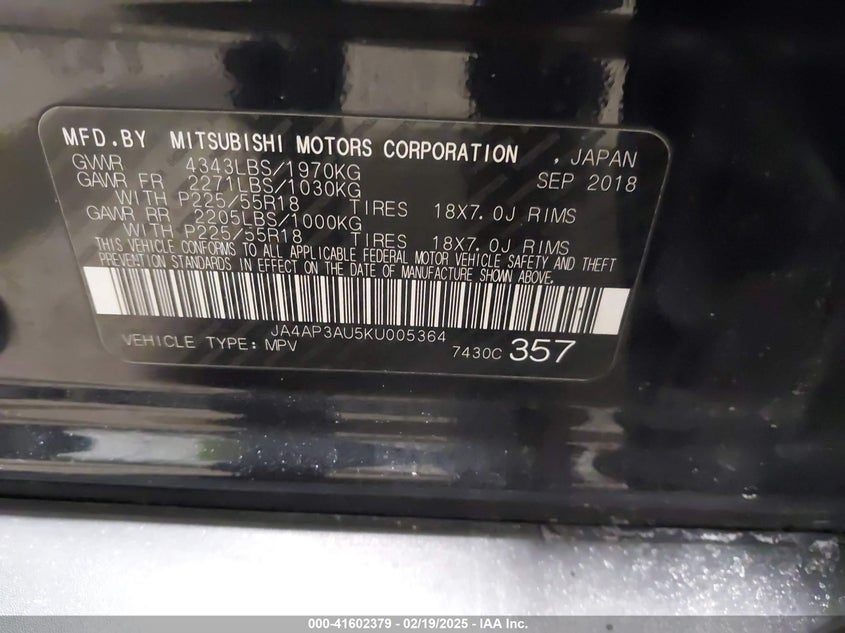 MFD.BY MITSUBISHI MOTORS CORPORATION , JAPAN
GVWR 4343LBS/1970KG SEP 2018
GAWR FR 2271LBS/1030KG
WITH P225/55R18 TIRES 18X7.0J RIMS
GAWR RR 2205LBS/1000KG
WITH P225/55R18 TIRES 18X7.0J RIMS
THIS VEHICLE CONFORMS TO ALL APPLICABLE FEDERAL MOTOR VEHICLE SAFETY AND THEFT
PREVENTION STANDARDS IN EFFECT ON THE DATE OF MANUFACTURE SHOWN ABOVE.
JA4AP3AU5KU005364
VEHICLE TYPE: MPV 7430C 357
000-41602379 - 02/19/2025 - IAA Inc.